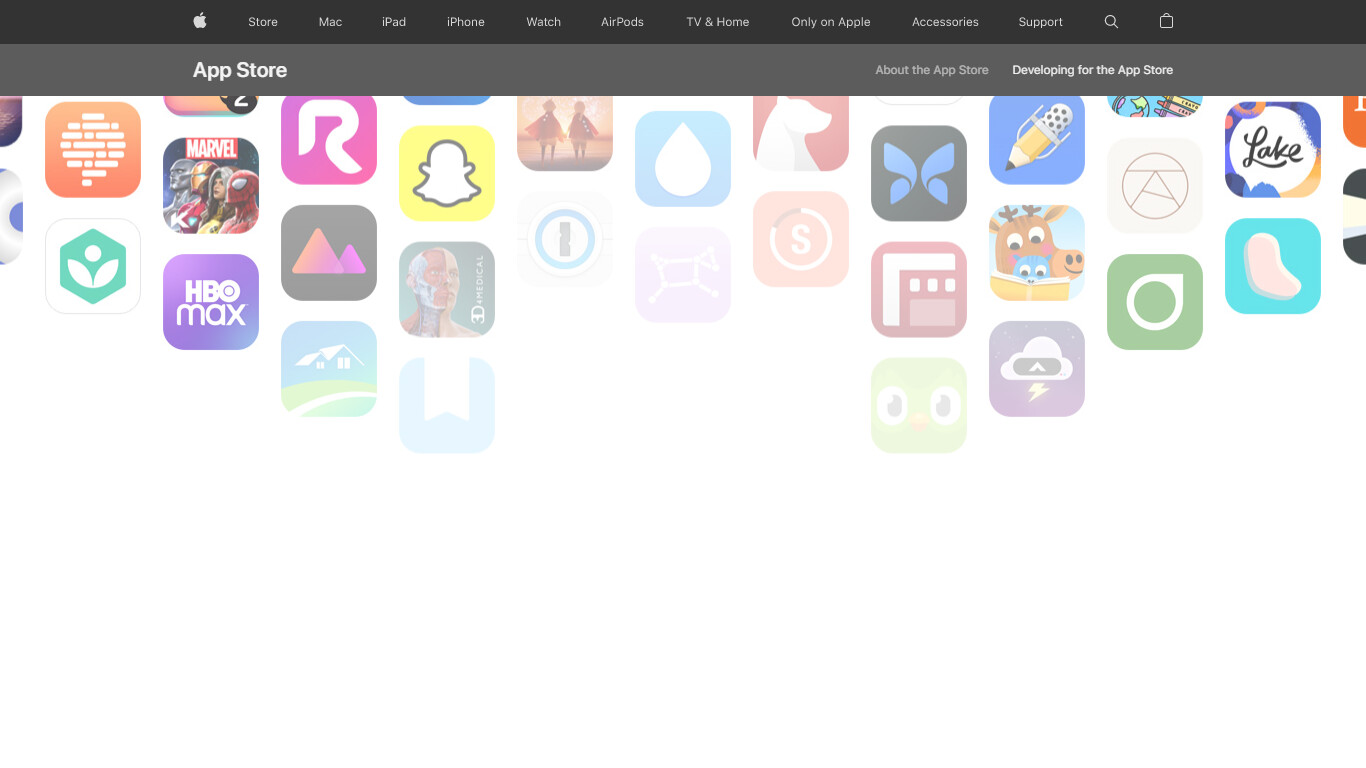 Store
Mac
iPad
iPhone
Watch
AirPods
TV & Home
Only on Apple
Accessories
Support
App Store
About the App Store
Developing for the App Store
2
MARVEL
HBO
max
3D4MEDICAL
S
Lake